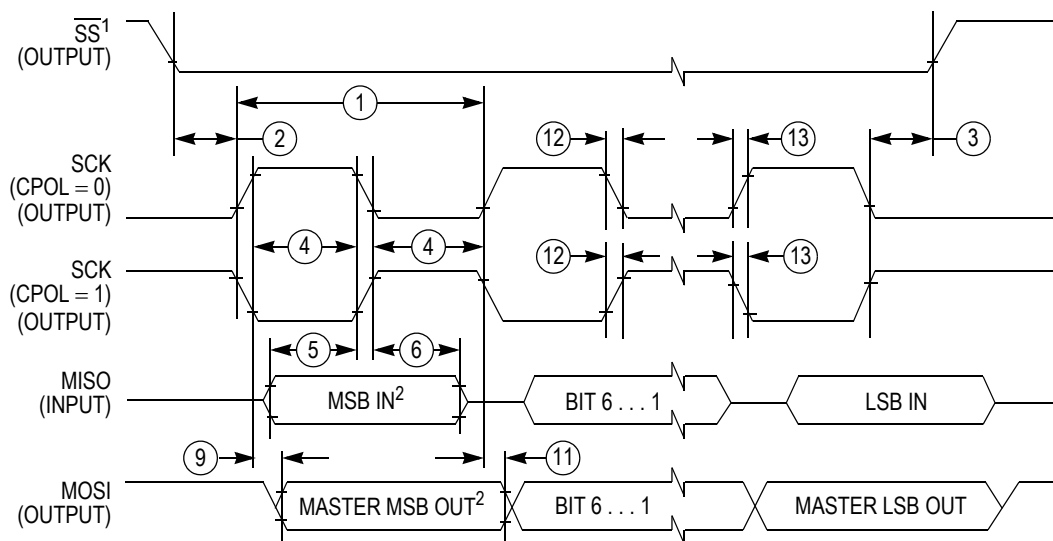 SS¹
(OUTPUT)
1
2
12
13
3
SCK
(CPOL = 0)
(OUTPUT)
4
4
SCK
(CPOL = 1)
(OUTPUT)
12
13
5
6
MISO
(INPUT)
MSB IN²
BIT 6 . . . 1
LSB IN
9
11
MOSI
(OUTPUT)
MASTER MSB OUT²
BIT 6 . . . 1
MASTER LSB OUT